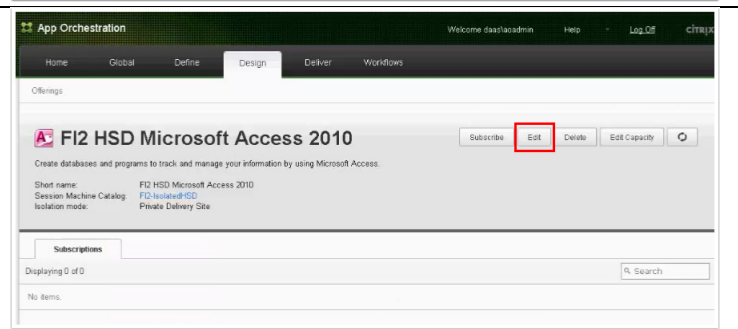 App Orchestration
Welcome daas\aoadmin Help Log Off citrix
Home Global Define Design Deliver Workflows
Offerings
FI2 HSD Microsoft Access 2010
Subscribe Edit Delete Edit Capacity
Create databases and programs to track and manage your information by using Microsoft Access.
Short name: FI2 HSD Microsoft Access 2010
Session Machine Catalog: FI2-IsolatedHSD
Isolation mode: Private Delivery Site
Subscriptions
Displaying 0 of 0
Search
No items.